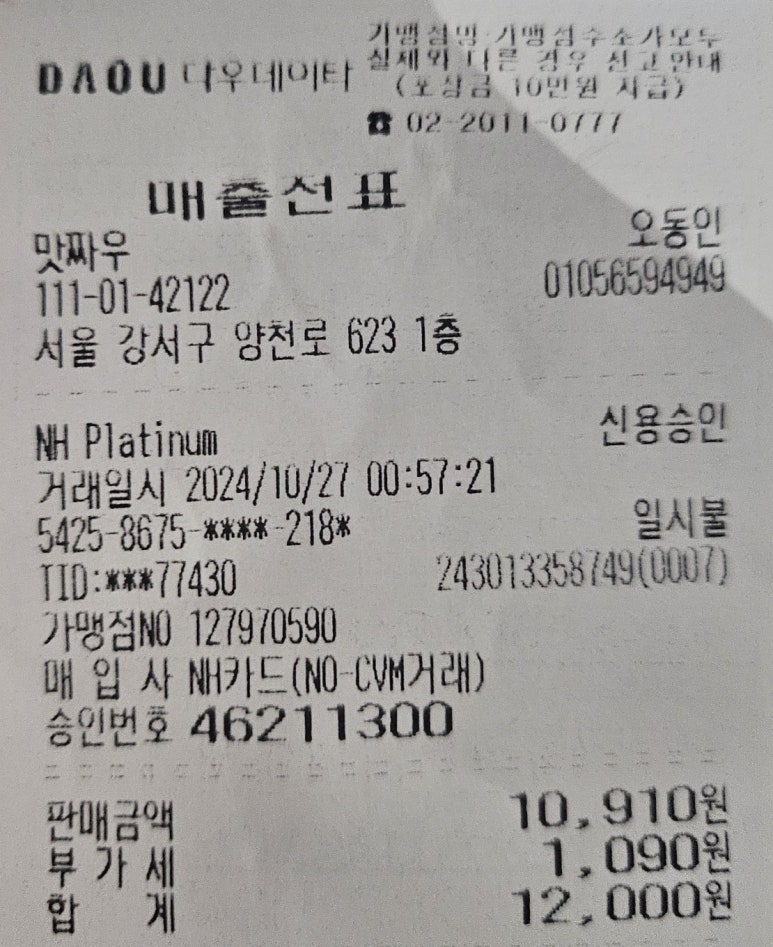 가맹점명·가맹점주소가모두
DAOU 다우데이타 실제와 다른 경우 신고안내
(포상금 10만원 지급)
☎ 02-2011-0777
매출전표
맛짜우 오동인
111-01-42122 01056594949
서울 강서구 양천로 623 1층
NH Platinum 신용승인
거래일시 2024/10/27 00:57:21
5425-8675-****-218* 일시불
TID:***77430 243013358749(0007)
가맹점NO 127970590
매 입 사 NH카드(NO-CVM거래)
승인번호 46211300
판매금액 10,910원
부 가 세 1,090원
합 계 12,000원